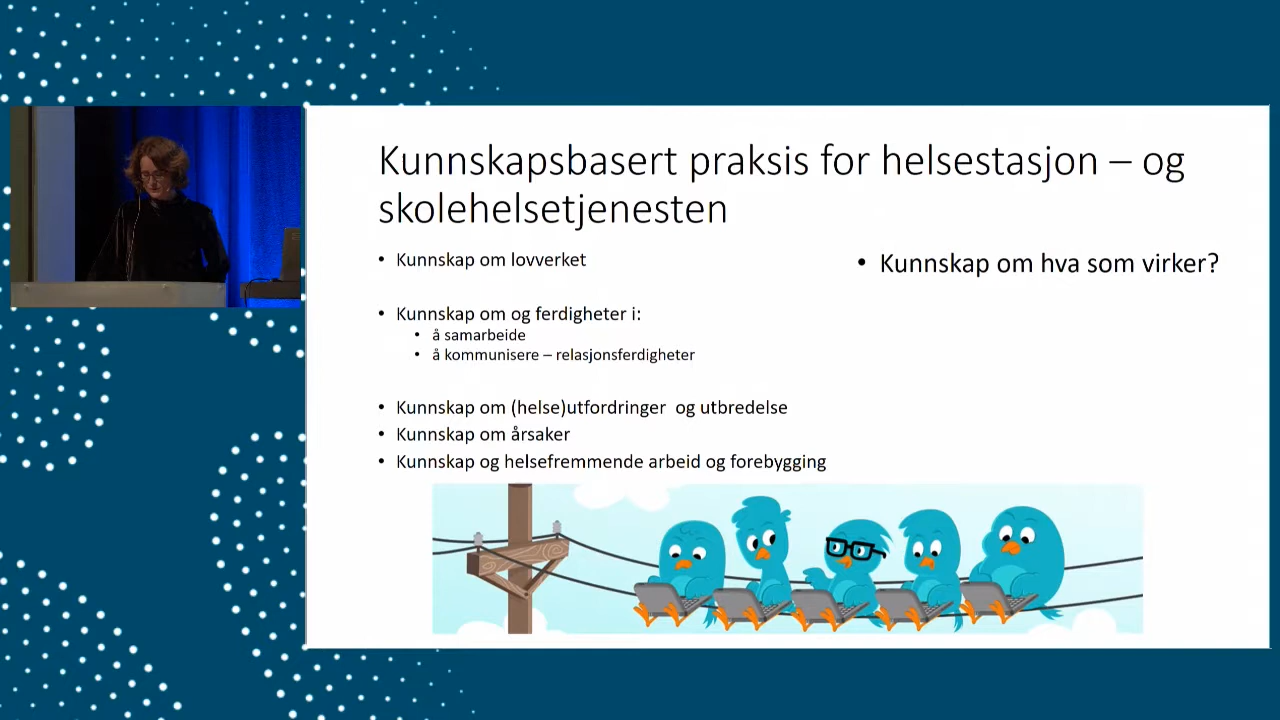 Kunnskapsbasert praksis for helsestasjon – og
skolehelsetjenesten
• Kunnskap om lovverket
• Kunnskap om og ferdigheter i:
• å samarbeide
• å kommunisere – relasjonsferdigheter
• Kunnskap om (helse)utfordringer og utbredelse
• Kunnskap om årsaker
• Kunnskap og helsefremmende arbeid og forebygging
• Kunnskap om hva som virker?